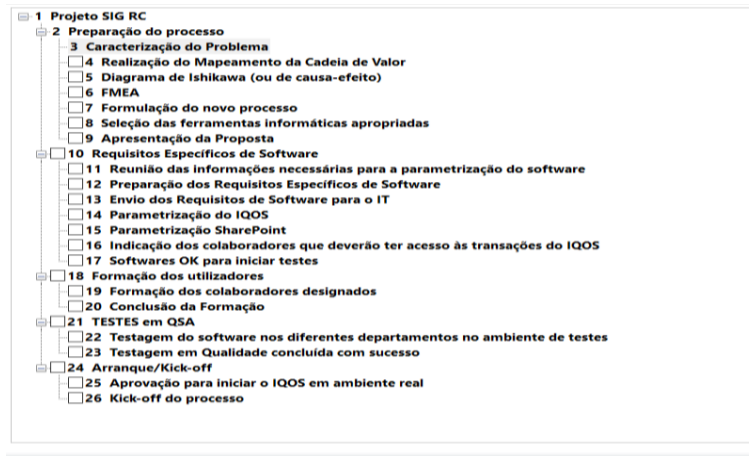 1 Projeto SIG RC
2 Preparação do processo
3 Caracterização do Problema
4 Realização do Mapeamento da Cadeia de Valor
5 Diagrama de Ishikawa (ou de causa-efeito)
6 FMEA
7 Formulação do novo processo
8 Seleção das ferramentas informáticas apropriadas
9 Apresentação da Proposta
10 Requisitos Específicos de Software
11 Reunião das informações necessárias para a parametrização do software
12 Preparação dos Requisitos Específicos de Software
13 Envio dos Requisitos de Software para o IT
14 Parametrização do IQOS
15 Parametrização SharePoint
16 Indicação dos colaboradores que deverão ter acesso às transações do IQOS
17 Softwares OK para iniciar testes
18 Formação dos utilizadores
19 Formação dos colaboradores designados
20 Conclusão da Formação
21 TESTES em QSA
22 Testagem do software nos diferentes departamentos no ambiente de testes
23 Testagem em Qualidade concluída com sucesso
24 Arranque/Kick-off
25 Aprovação para iniciar o IQOS em ambiente real
26 Kick-off do processo